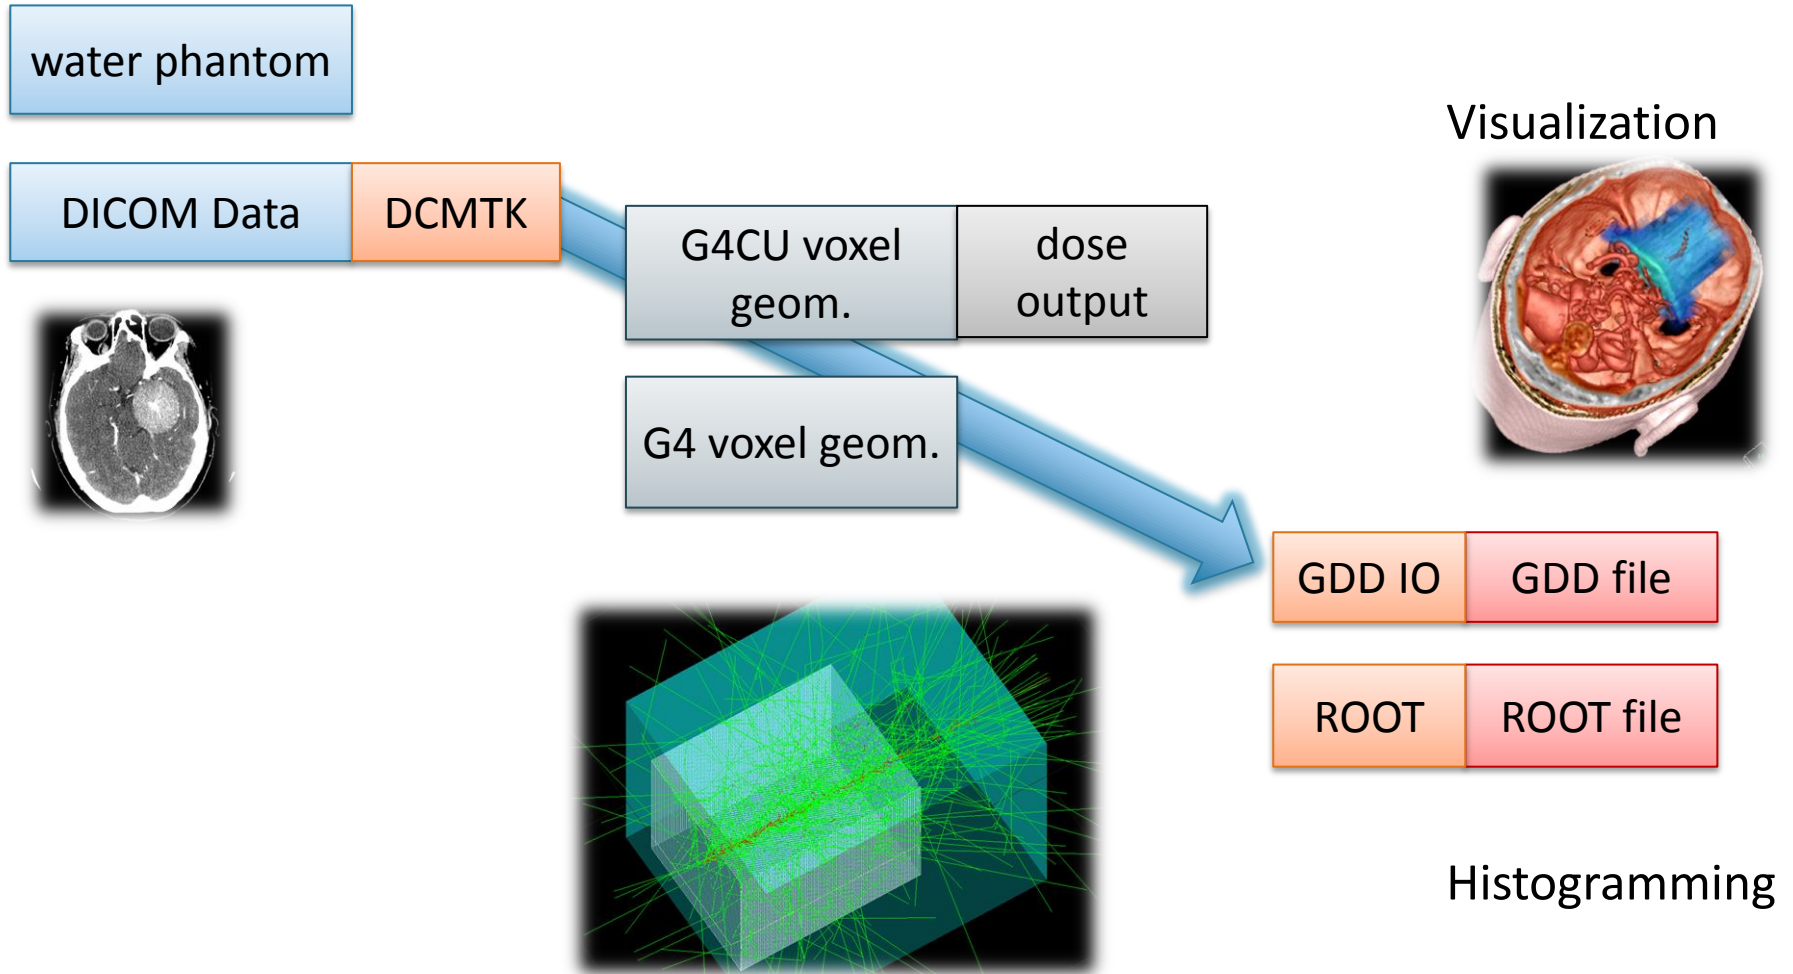 water phantom
Visualization
DICOM Data
DCMTK
G4CU voxel
geom.
dose
output
G4 voxel geom.
GDD IO
GDD file
ROOT
ROOT file
Histogramming